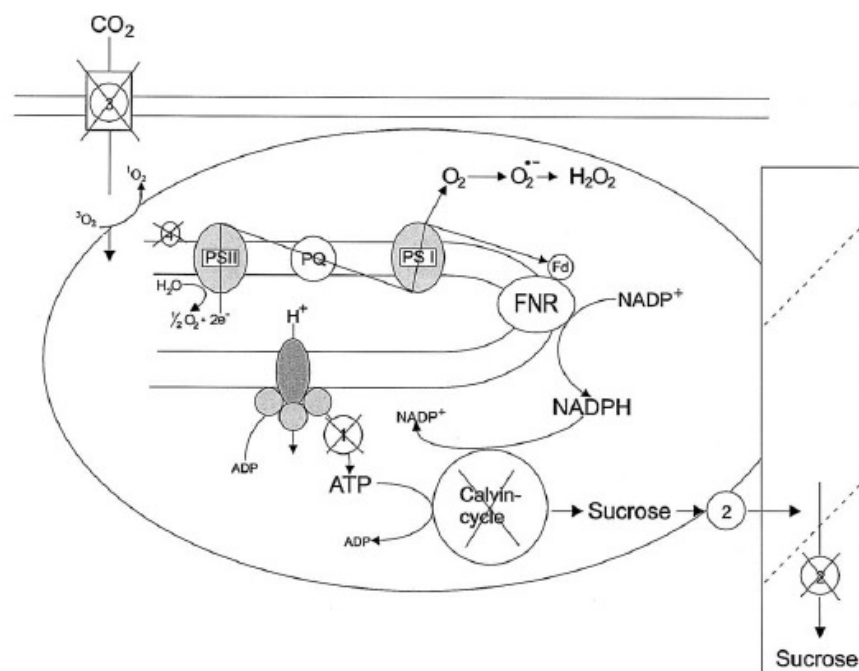 CO₂
3
¹O₂
³O₂
O₂
O₂•⁻
H₂O₂
4
PSII
PQ
PS I
Fd
FNR
H₂O
½ O₂ + 2e⁻
H⁺
NADP⁺
NADPH
NADP⁺
1
ADP
ATP
ADP
Calvin-
cycle
Sucrose
2
2
Sucrose